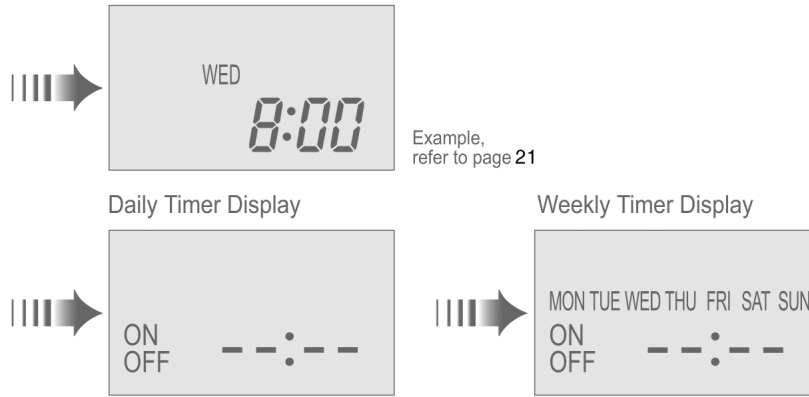 WED
8:00
Example,
refer to page 21
Daily Timer Display
Weekly Timer Display
ON
OFF
--:--
MON TUE WED THU FRI SAT SUN
ON
OFF
--:--